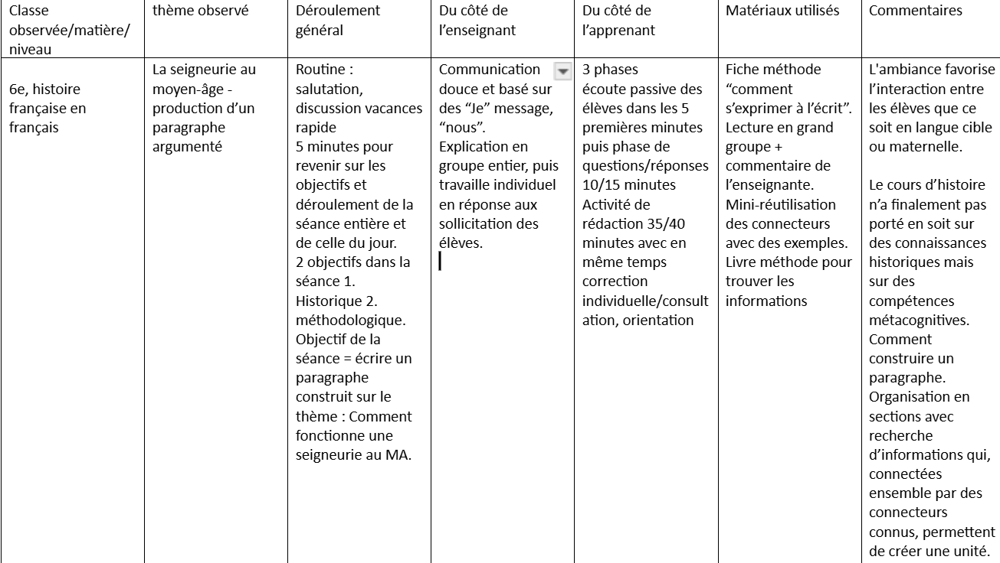 Classe
observée/matière/
niveau
thème observé
Déroulement
général
Du côté de
l'enseignant
Du côté de
l'apprenant
Matériaux utilisés
Commentaires
6e, histoire
française en
français
La seigneurie au
moyen-âge -
production d'un
paragraphe
argumenté
Routine :
salutation,
discussion vacances
rapide
5 minutes pour
revenir sur les
objectifs et
déroulement de la
séance entière et
de celle du jour.
2 objectifs dans la
séance 1.
Historique 2.
méthodologique.
Objectif de la
séance = écrire un
paragraphe
construit sur le
thème : Comment
fonctionne une
seigneurie au MA.
Communication
douce et basé sur
des “Je” message,
“nous”.
Explication en
groupe entier, puis
travaille individuel
en réponse aux
sollicitation des
élèves.
3 phases
écoute passive des
élèves dans les 5
premières minutes
puis phase de
questions/réponses
10/15 minutes
Activité de
rédaction 35/40
minutes avec en
même temps
correction
individuelle/consult
ation, orientation
Fiche méthode
“comment
s'exprimer à l'écrit”.
Lecture en grand
groupe +
commentaire de
l'enseignante.
Mini-réutilisation
des connecteurs
avec des exemples.
Livre méthode pour
trouver les
informations
L'ambiance favorise
l'interaction entre
les élèves que ce
soit en langue cible
ou maternelle.
Le cours d'histoire
n'a finalement pas
porté en soit sur
des connaissances
historiques mais
sur des
compétences
métacognitives.
Comment
construire un
paragraphe.
Organisation en
sections avec
recherche
d'informations qui,
connectées
ensemble par des
connecteurs
connus, permettent
de créer une unité.